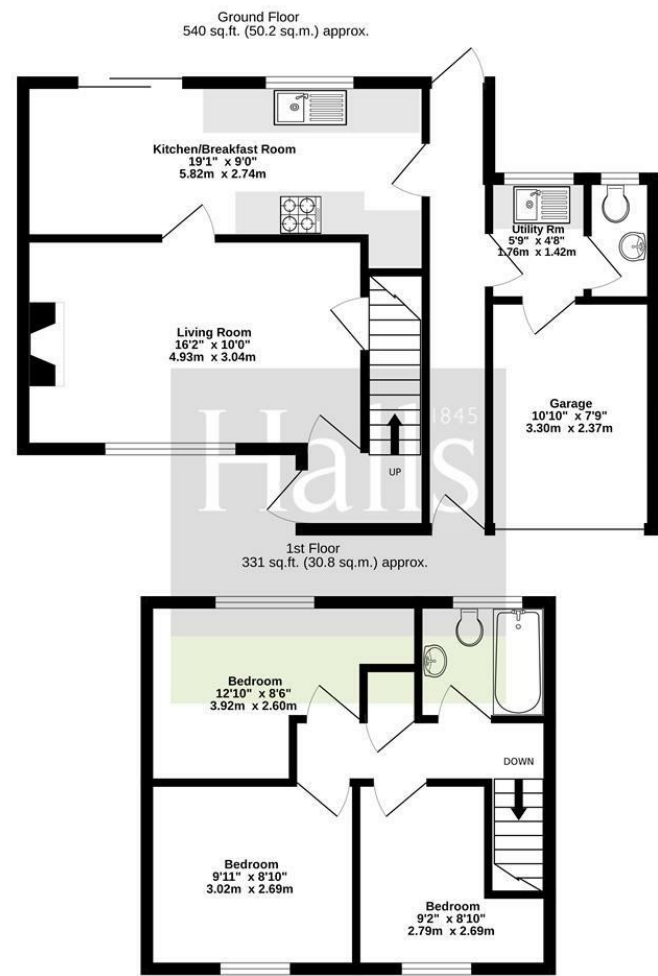 Ground Floor
540 sq.ft. (50.2 sq.m.) approx.
Kitchen/Breakfast Room
19'1" x 9'0"
5.82m x 2.74m
Utility Rm
5'9" x 4'8"
1.76m x 1.42m
Living Room
16'2" x 10'0"
4.93m x 3.04m
Garage
10'10" x 7'9"
3.30m x 2.37m
UP
Halls
1845
1st Floor
331 sq.ft. (30.8 sq.m.) approx.
Bedroom
12'10" x 8'6"
3.92m x 2.60m
DOWN
Bedroom
9'11" x 8'10"
3.02m x 2.69m
Bedroom
9'2" x 8'10"
2.79m x 2.69m